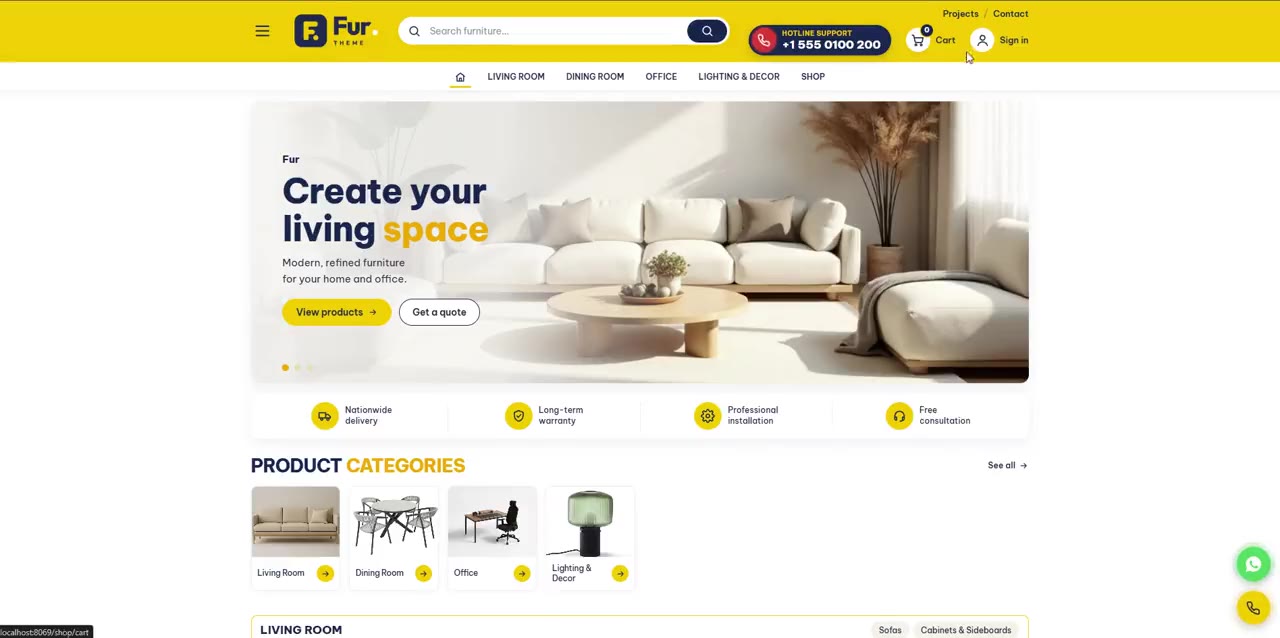 Projects / Contact
Fur.
THEME
Search furniture...
HOTLINE SUPPORT
+1 555 0100 200
0
Cart
Sign in
LIVING ROOM
DINING ROOM
OFFICE
LIGHTING & DECOR
SHOP
Fur
Create your
living space
Modern, refined furniture
for your home and office.
View products →
Get a quote
Nationwide
delivery
Long-term
warranty
Professional
installation
Free
consultation
PRODUCT CATEGORIES
See all →
Living Room
Dining Room
Office
Lighting &
Decor
LIVING ROOM
Sofas
Cabinets & Sideboards
localhost:8069/shop/cart